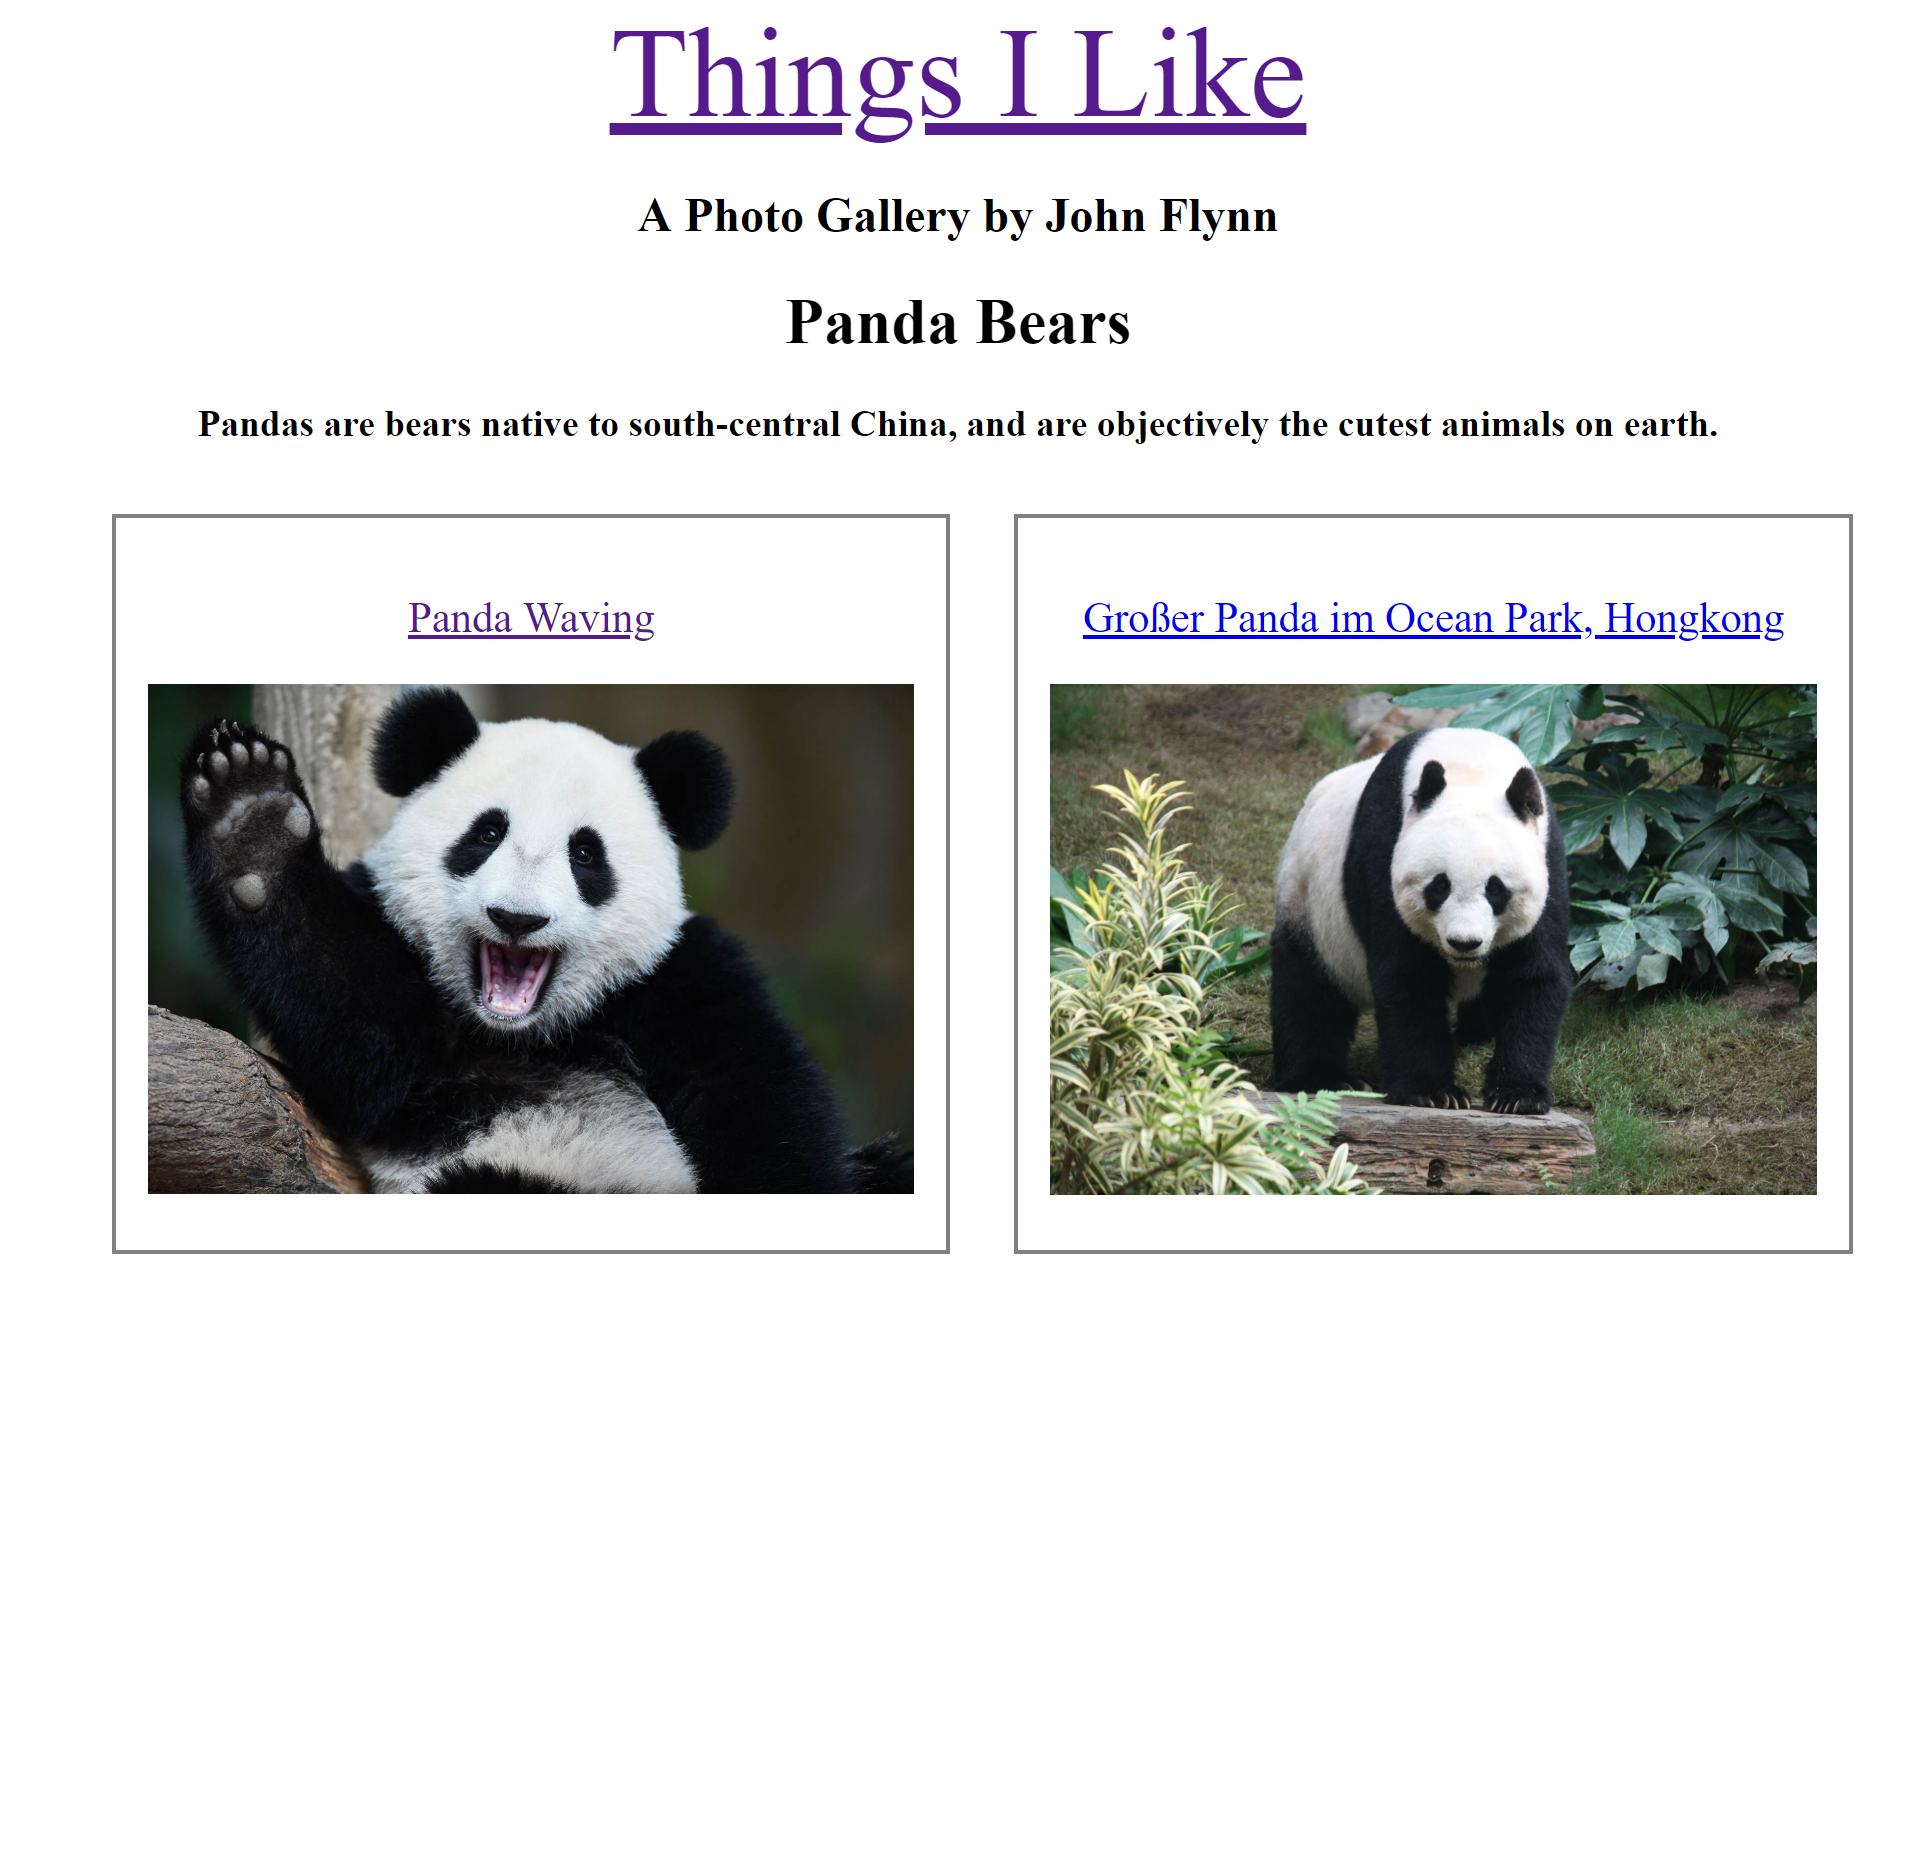 Things I Like
A Photo Gallery by John Flynn
Panda Bears
Pandas are bears native to south-central China, and are objectively the cutest animals on earth.
Panda Waving
Großer Panda im Ocean Park, Hongkong